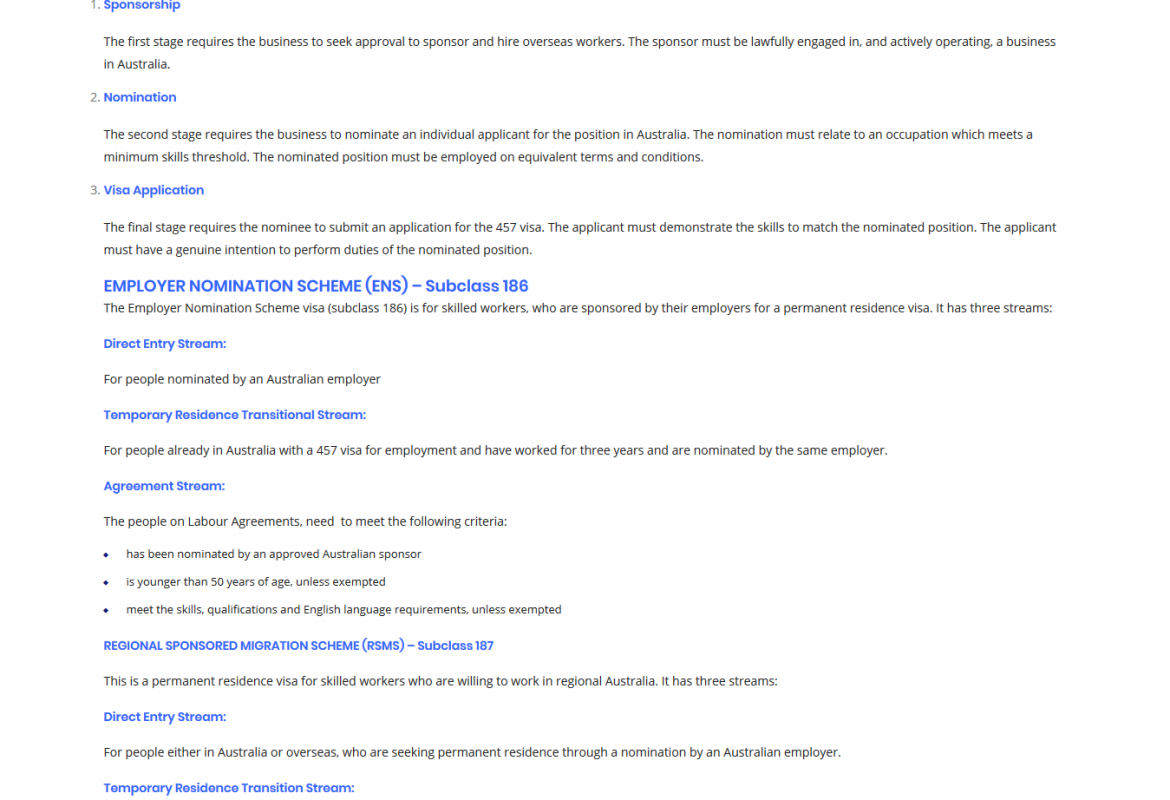 1. Sponsorship
The first stage requires the business to seek approval to sponsor and hire overseas workers. The sponsor must be lawfully engaged in, and actively operating, a business
in Australia.
2. Nomination
The second stage requires the business to nominate an individual applicant for the position in Australia. The nomination must relate to an occupation which meets a
minimum skills threshold. The nominated position must be employed on equivalent terms and conditions.
3. Visa Application
The final stage requires the nominee to submit an application for the 457 visa. The applicant must demonstrate the skills to match the nominated position. The applicant
must have a genuine intention to perform duties of the nominated position.
EMPLOYER NOMINATION SCHEME (ENS) – Subclass 186
The Employer Nomination Scheme visa (subclass 186) is for skilled workers, who are sponsored by their employers for a permanent residence visa. It has three streams:
Direct Entry Stream:
For people nominated by an Australian employer
Temporary Residence Transitional Stream:
For people already in Australia with a 457 visa for employment and have worked for three years and are nominated by the same employer.
Agreement Stream:
The people on Labour Agreements, need  to meet the following criteria:
has been nominated by an approved Australian sponsor
is younger than 50 years of age, unless exempted
meet the skills, qualifications and English language requirements, unless exempted
REGIONAL SPONSORED MIGRATION SCHEME (RSMS) – Subclass 187
This is a permanent residence visa for skilled workers who are willing to work in regional Australia. It has three streams:
Direct Entry Stream:
For people either in Australia or overseas, who are seeking permanent residence through a nomination by an Australian employer.
Temporary Residence Transition Stream: